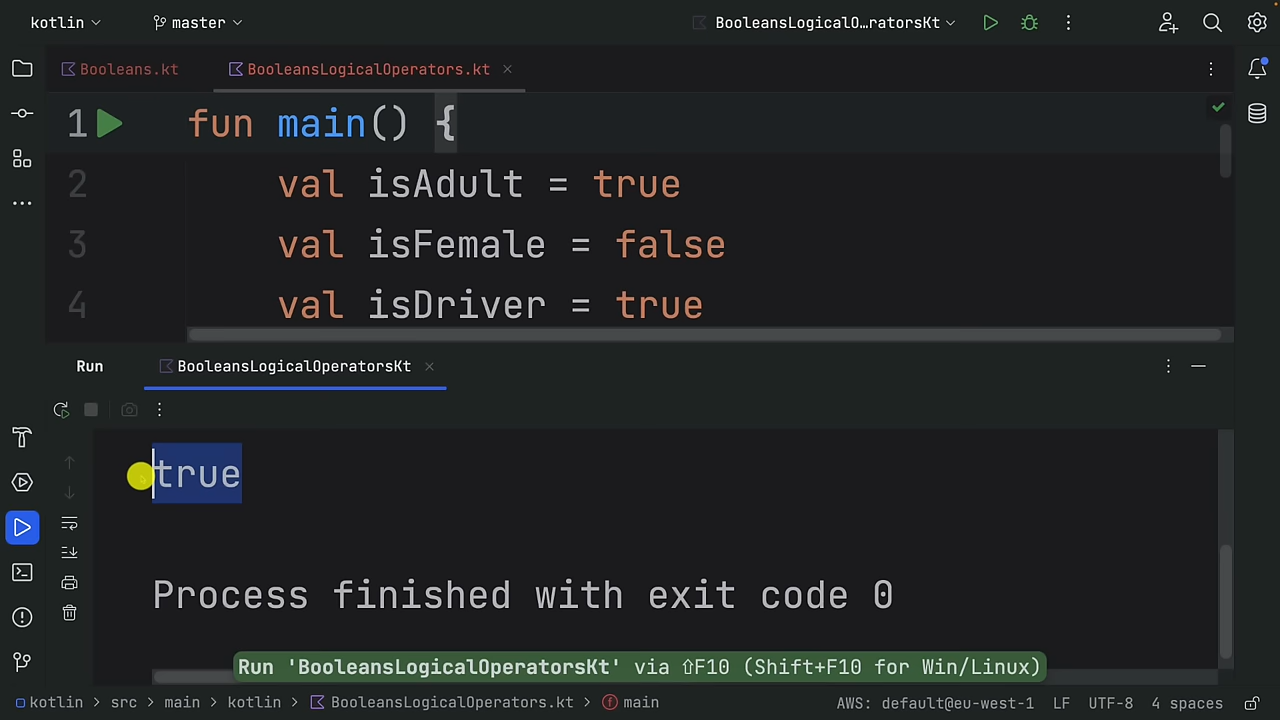 kotlin
master
BooleansLogicalO…ratorsKt
Booleans.kt
BooleansLogicalOperators.kt
1 fun main() {
2 val isAdult = true
3 val isFemale = false
4 val isDriver = true
Run
BooleansLogicalOperatorsKt
true
Process finished with exit code 0
Run 'BooleansLogicalOperatorsKt' via ⇧F10 (Shift+F10 for Win/Linux)
kotlin > src > main > kotlin > BooleansLogicalOperators.kt > main
AWS: default@eu-west-1 LF UTF-8 4 spaces